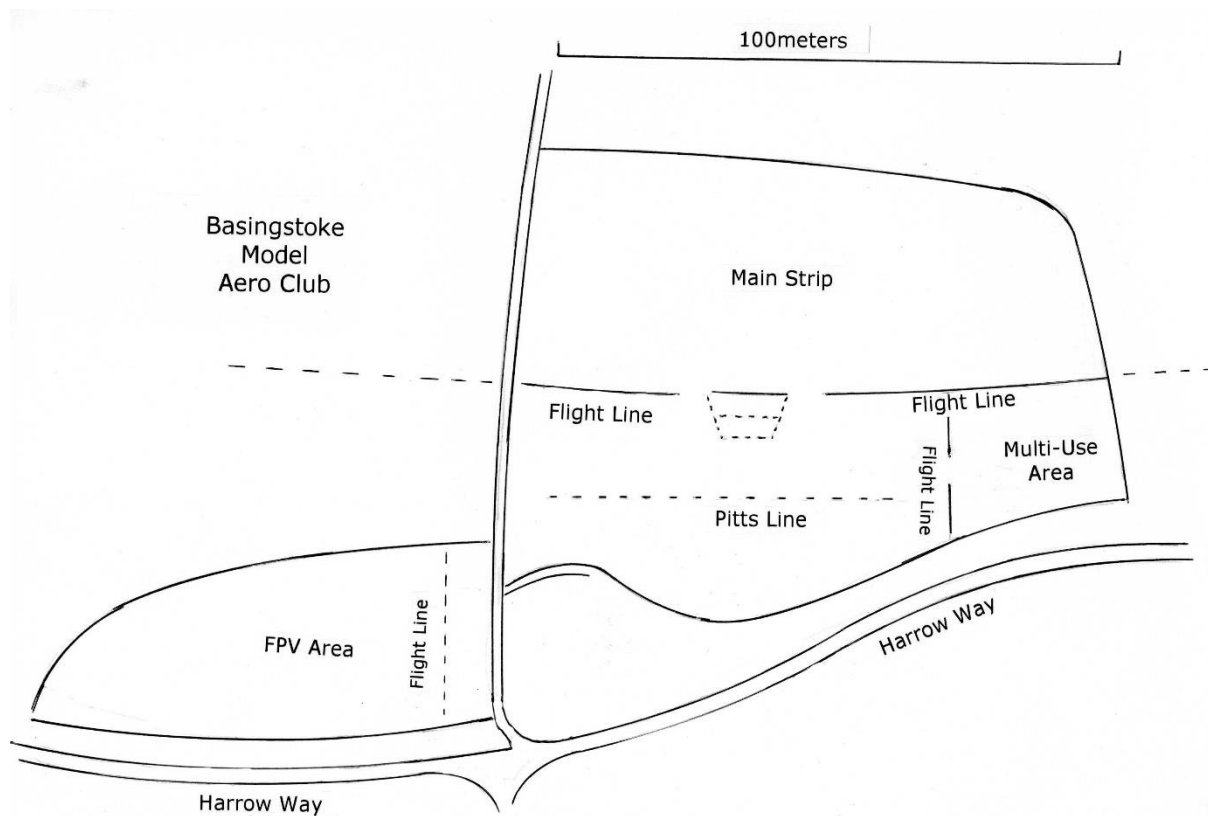 100meters
Basingstoke
Model
Aero Club
Main Strip
Flight Line
Flight Line
Flight Line
Multi-Use
Area
Pitts Line
FPV Area
Flight Line
Harrow Way
Harrow Way